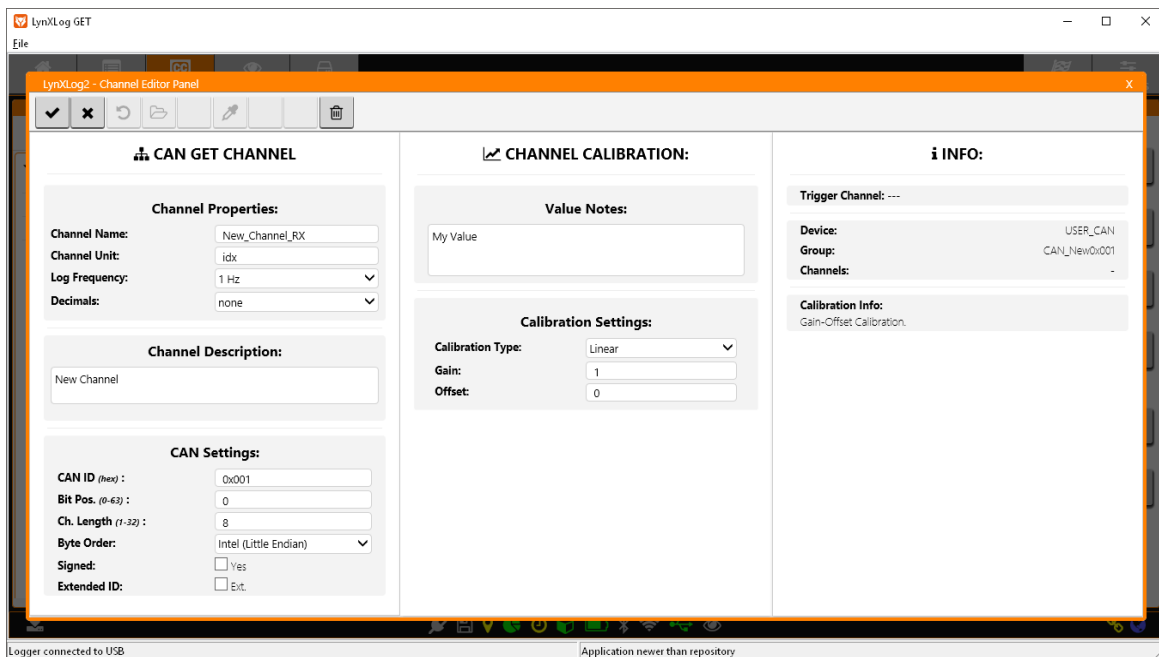 LynXLog GET
File
CC
LynXLog2 - Channel Editor Panel
X
CAN GET CHANNEL
Channel Properties:
Channel Name: New_Channel_RX
Channel Unit: idx
Log Frequency: 1 Hz
Decimals: none
Channel Description:
New Channel
CAN Settings:
CAN ID (hex) : 0x001
Bit Pos. (0-63) : 0
Ch. Length (1-32) : 8
Byte Order: Intel (Little Endian)
Signed: Yes
Extended ID: Ext.
CHANNEL CALIBRATION:
Value Notes:
My Value
Calibration Settings:
Calibration Type: Linear
Gain: 1
Offset: 0
INFO:
Trigger Channel: ---
Device: USER_CAN
Group: CAN_New0x001
Channels: -
Calibration Info:
Gain-Offset Calibration.
Logger connected to USB
Application newer than repository